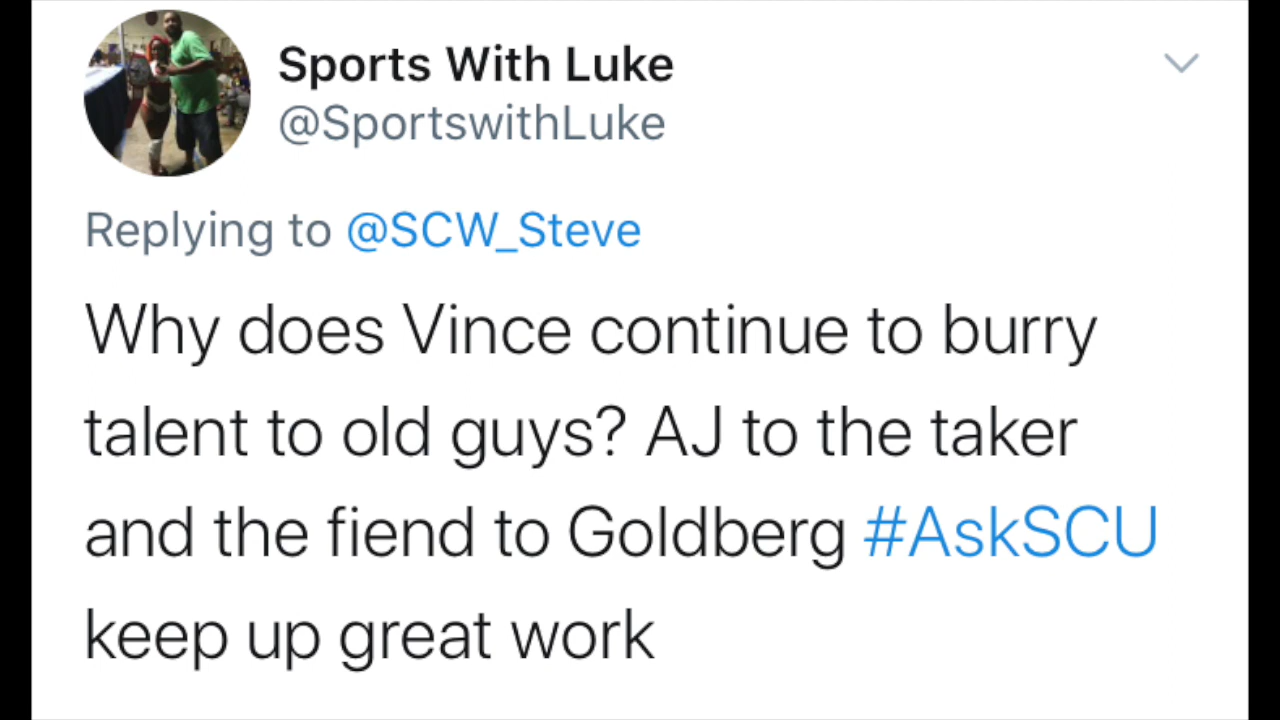 Sports With Luke
@SportswithLuke
Replying to @SCW_Steve
Why does Vince continue to burry
talent to old guys? AJ to the taker
and the fiend to Goldberg #AskSCU
keep up great work